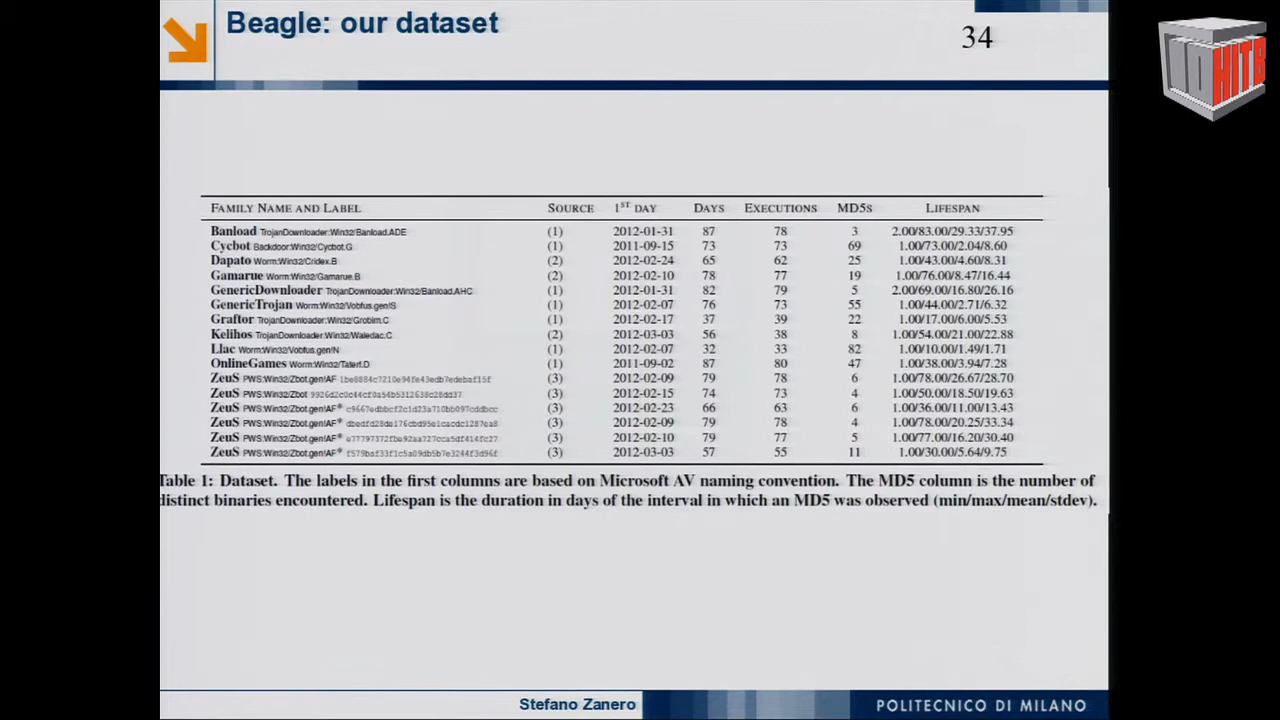 Beagle: our dataset
34
HITB
FAMILY NAME AND LABEL SOURCE 1ST DAY DAYS EXECUTIONS MD5S LIFESPAN
Banload TrojanDownloader:Win32/Banload.ADE (1) 2012-01-31 87 78 3 2.00/83.00/29.33/37.95
Cycbot Backdoor:Win32/Cycbot.G (1) 2011-09-15 73 73 69 1.00/73.00/2.04/8.60
Dapato Worm:Win32/Cridex.B (2) 2012-02-24 65 62 25 1.00/43.00/4.60/8.31
Gamarue Worm:Win32/Gamarue.B (2) 2012-02-10 78 77 19 1.00/76.00/8.47/16.44
GenericDownloader TrojanDownloader:Win32/Banload.AHC (1) 2012-01-31 82 79 5 2.00/69.00/16.80/26.16
GenericTrojan Worm:Win32/Vobfus.gen!S (1) 2012-02-07 76 73 55 1.00/44.00/2.71/6.32
Graftor TrojanDownloader:Win32/Grobim.C (1) 2012-02-17 37 39 22 1.00/17.00/6.00/5.53
Kelihos TrojanDownloader:Win32/Waledac.C (2) 2012-03-03 56 38 8 1.00/54.00/21.00/22.88
Llac Worm:Win32/Vobfus.gen!N (1) 2012-02-07 32 33 82 1.00/10.00/1.49/1.71
OnlineGames Worm:Win32/Taterf.D (1) 2011-09-02 87 80 47 1.00/38.00/3.94/7.28
ZeuS PWS:Win32/Zbot.gen!AF (3) 2012-02-09 79 78 6 1.00/78.00/26.67/28.70
ZeuS PWS:Win32/Zbot (3) 2012-02-15 74 73 4 1.00/50.00/18.50/19.63
ZeuS PWS:Win32/Zbot.gen!AF* (3) 2012-02-23 66 63 6 1.00/36.00/11.00/13.43
ZeuS PWS:Win32/Zbot.gen!AF* (3) 2012-02-09 79 78 4 1.00/78.00/20.25/33.34
ZeuS PWS:Win32/Zbot.gen!AF* (3) 2012-02-10 79 77 5 1.00/77.00/16.20/30.40
ZeuS PWS:Win32/Zbot.gen!AF* (3) 2012-03-03 57 55 11 1.00/30.00/5.64/9.75
Table 1: Dataset. The labels in the first columns are based on Microsoft AV naming convention. The MD5 column is the number of
distinct binaries encountered. Lifespan is the duration in days of the interval in which an MD5 was observed (min/max/mean/stdev).
Stefano Zanero
POLITECNICO DI MILANO